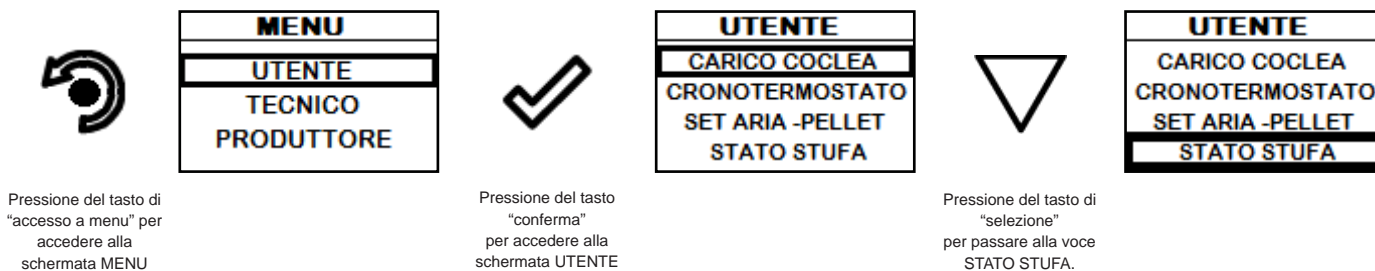 MENU
UTENTE
TECNICO
PRODUTTORE
Pressione del tasto di
“accesso a menu” per
accedere alla
schermata MENU
UTENTE
CARICO COCLEA
CRONOTERMOSTATO
SET ARIA -PELLET
STATO STUFA
Pressione del tasto
“conferma”
per accedere alla
schermata UTENTE
UTENTE
CARICO COCLEA
CRONOTERMOSTATO
SET ARIA -PELLET
STATO STUFA
Pressione del tasto di
“selezione”
per passare alla voce
STATO STUFA.